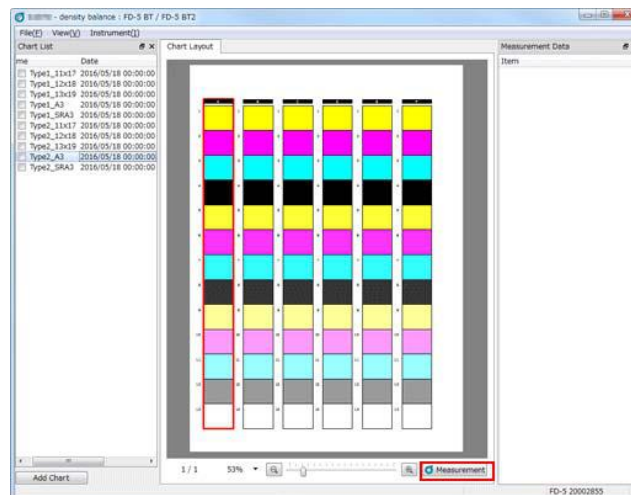 - density balance : FD-5 BT / FD-5 BT2
File(F) View(V) Instrument(I)
Chart List
Chart Layout
Measurement Data
me Date
Item
Type1_11x17 2016/05/18 00:00:00
Type1_12x18 2016/05/18 00:00:00
Type1_13x19 2016/05/18 00:00:00
Type1_A3 2016/05/18 00:00:00
Type1_SRA3 2016/05/18 00:00:00
Type2_11x17 2016/05/18 00:00:00
Type2_12x18 2016/05/18 00:00:00
Type2_13x19 2016/05/18 00:00:00
Type2_A3 2016/05/18 00:00:00
Type2_SRA3 2016/05/18 00:00:00
1 / 1 53% Measurement
Add Chart
FD-5 20002855